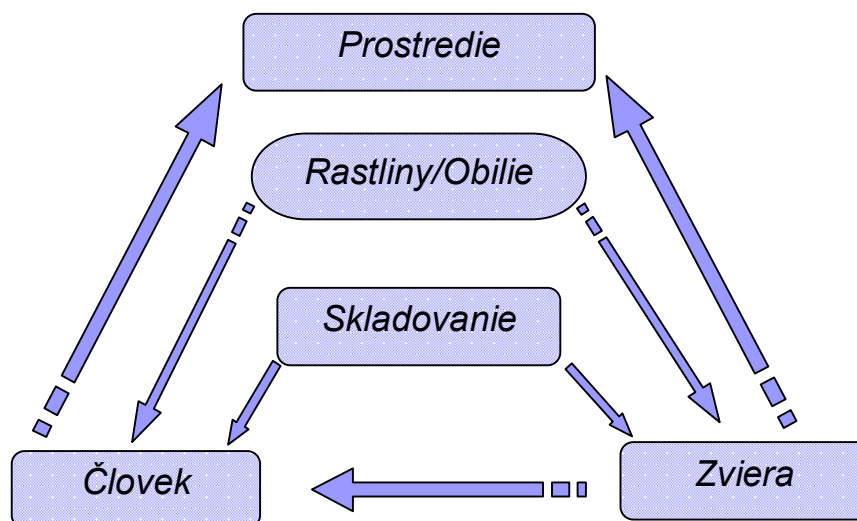 Prostredie
Rastliny/Obilie
Skladovanie
Človek
Zviera